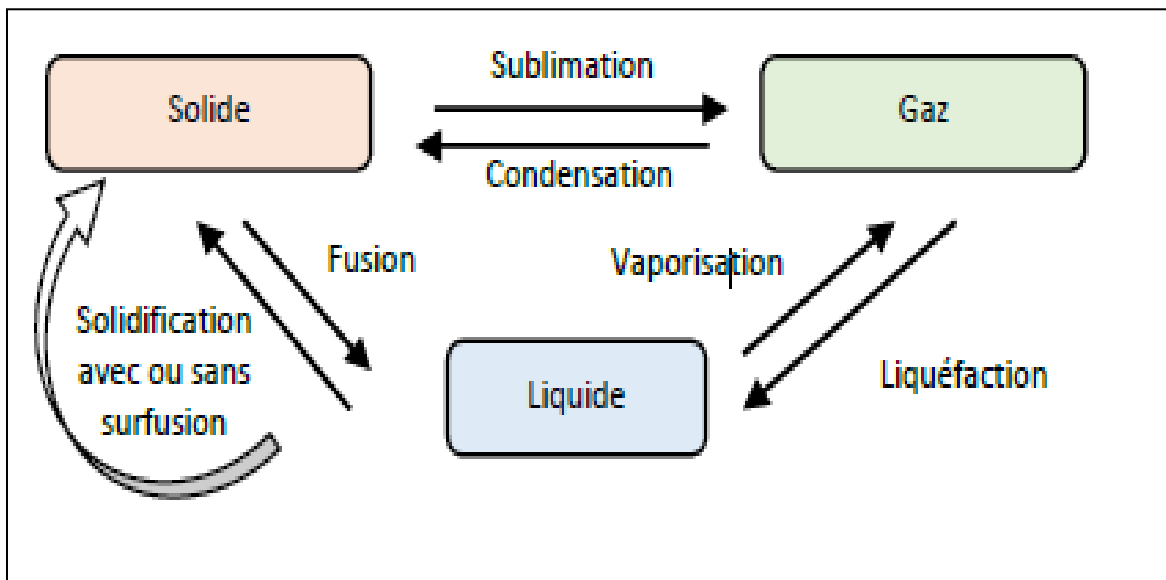 Sublimation
Solide
Gaz
Condensation
Fusion
Vaporisation
Solidification
avec ou sans
surfusion
Liquide
Liquéfaction